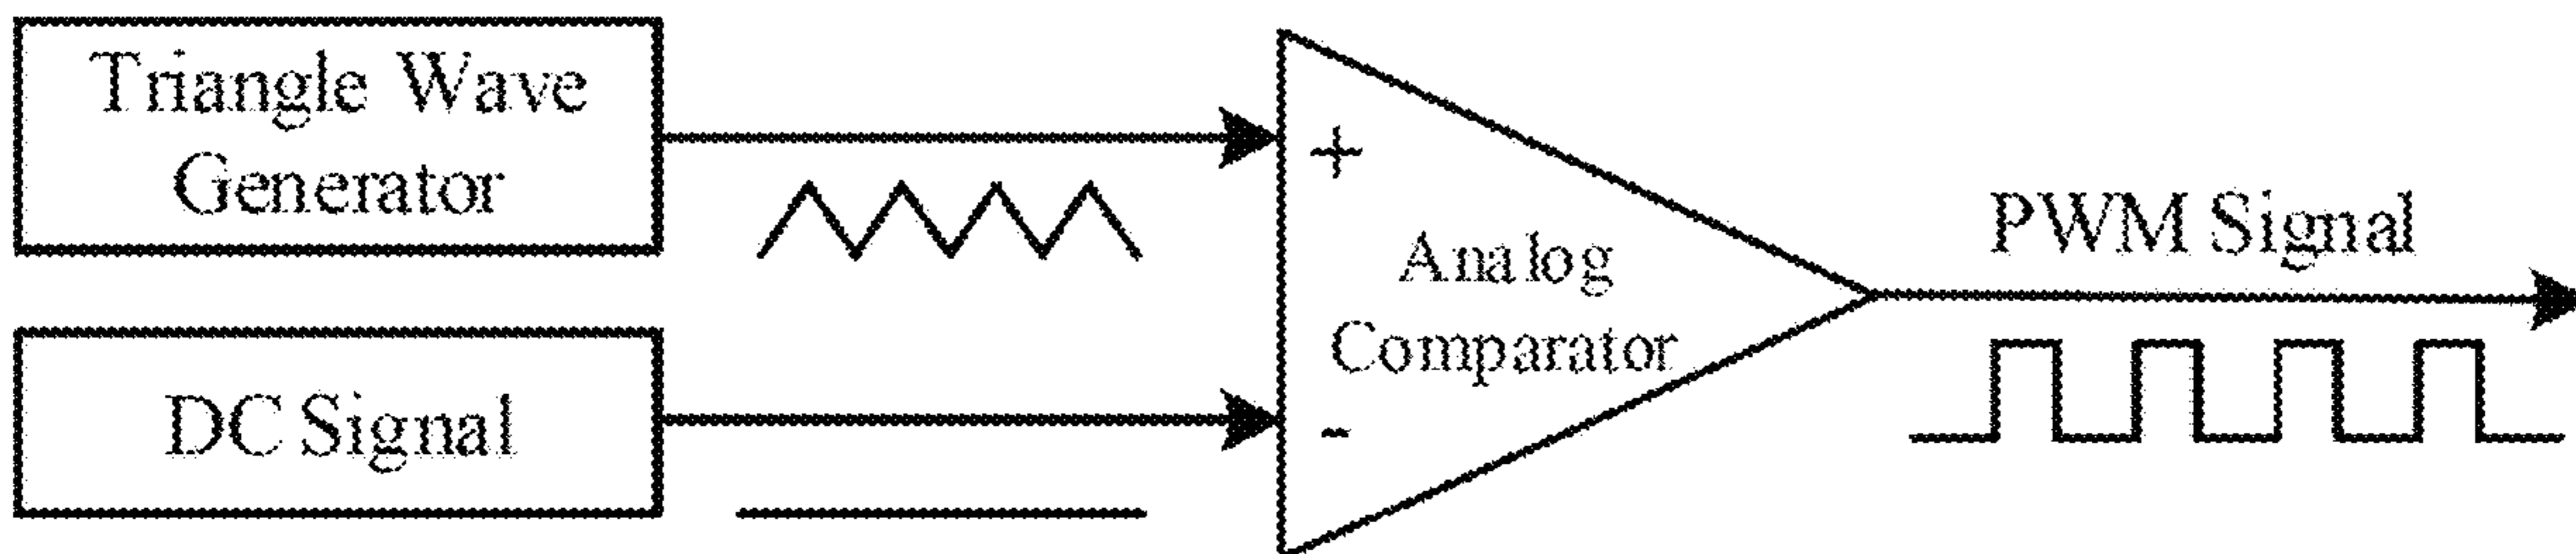 Triangle Wave
Generator
DC Signal
+
-
Analog
Comparator
PWM Signal